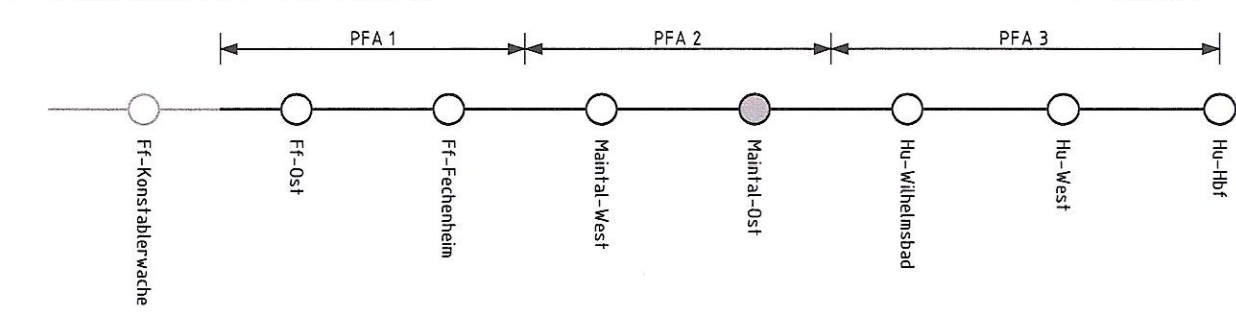 PFA 1
PFA 2
PFA 3
Ff-Konstablerwache
Ff-Ost
Ff-Fechenheim
Maintal-West
Maintal-Ost
Hu-Wilhelmsbad
Hu-West
Hu-Hbf